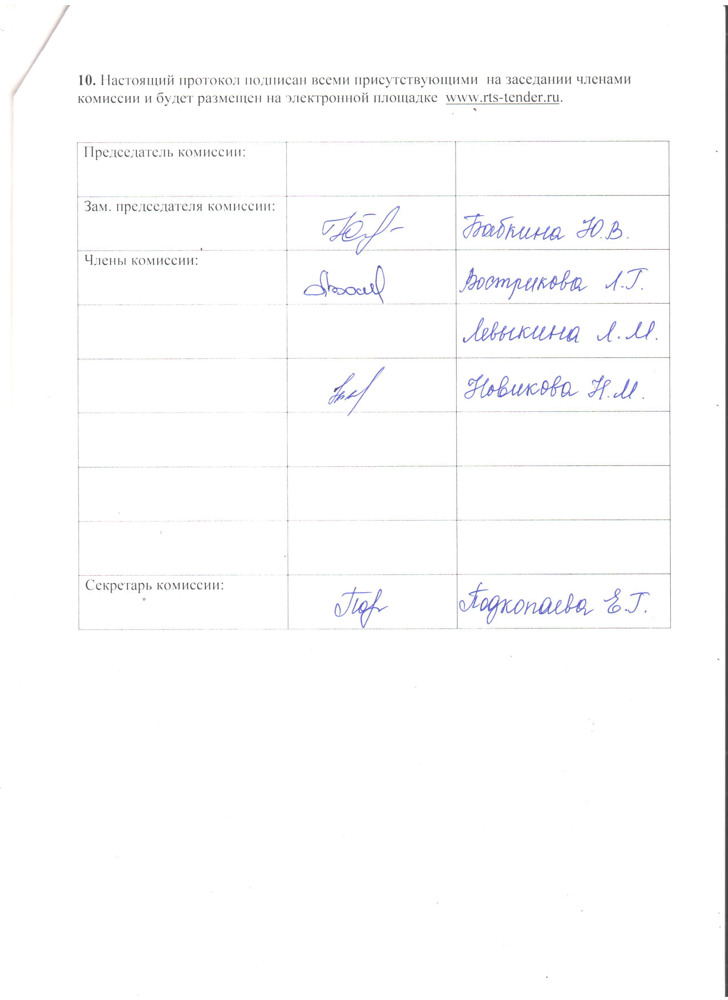 10. Настоящий протокол подписан всеми присутствующими на заседании членами
комиссии и будет размещен на электронной площадке www.rts-tender.ru.
Председатель комиссии:
Зам. председателя комиссии:
Бабкина Ю.В.
Члены комиссии:
Вострикова Л.Г.
Левыкина Л.М.
Новикова Н.М.
Секретарь комиссии:
Подкопаева Е.Г.